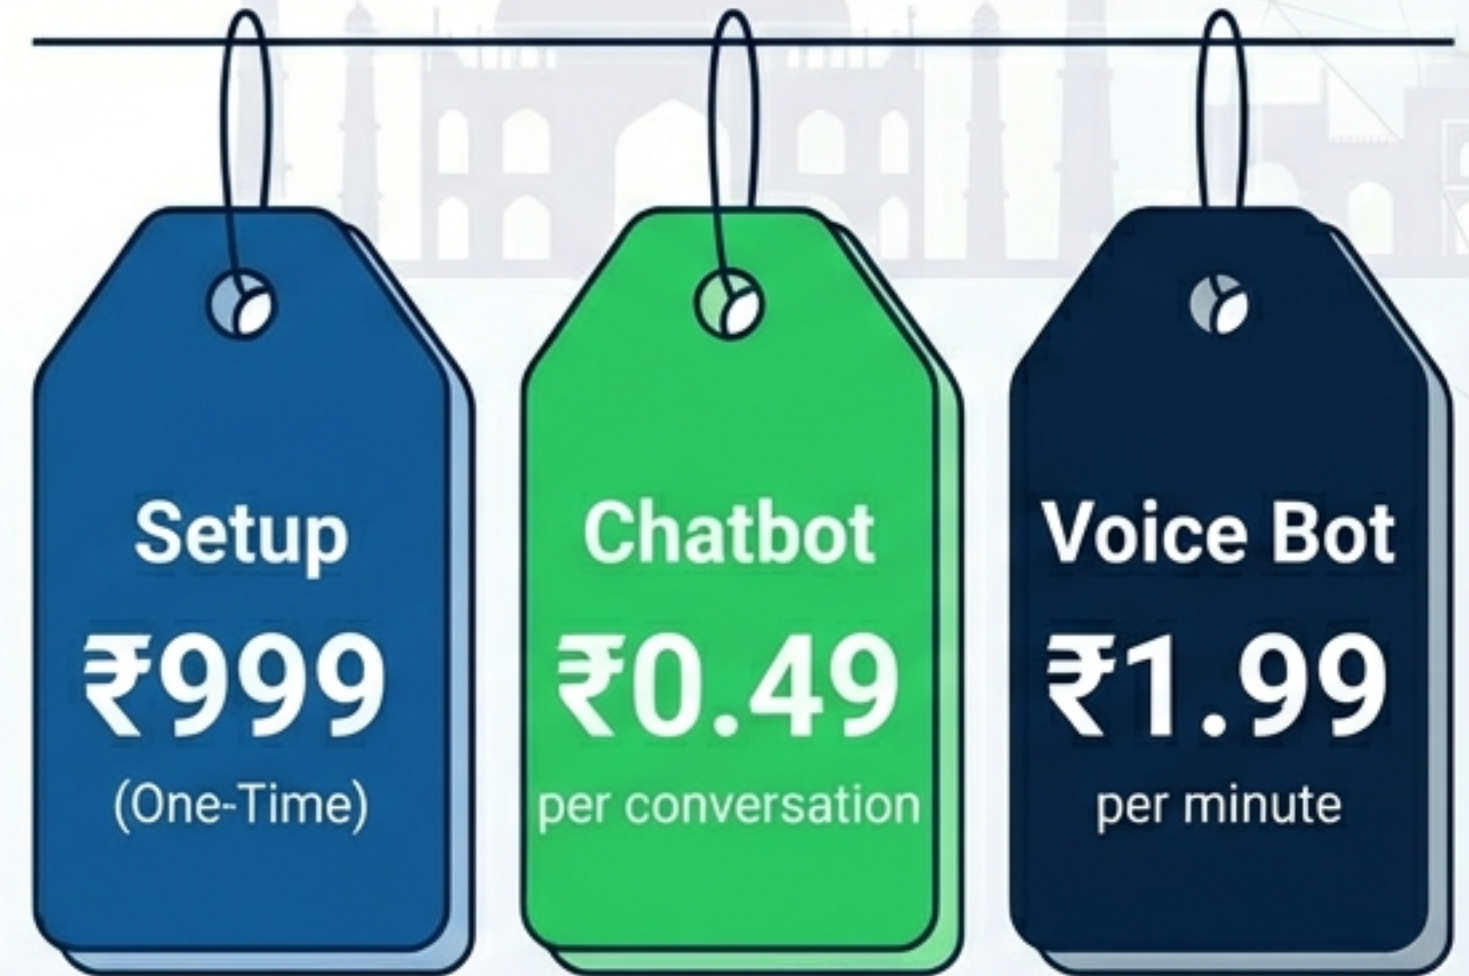 Setup
₹999
(One-Time)
Chatbot
₹0.49
per conversation
Voice Bot
₹1.99
per minute